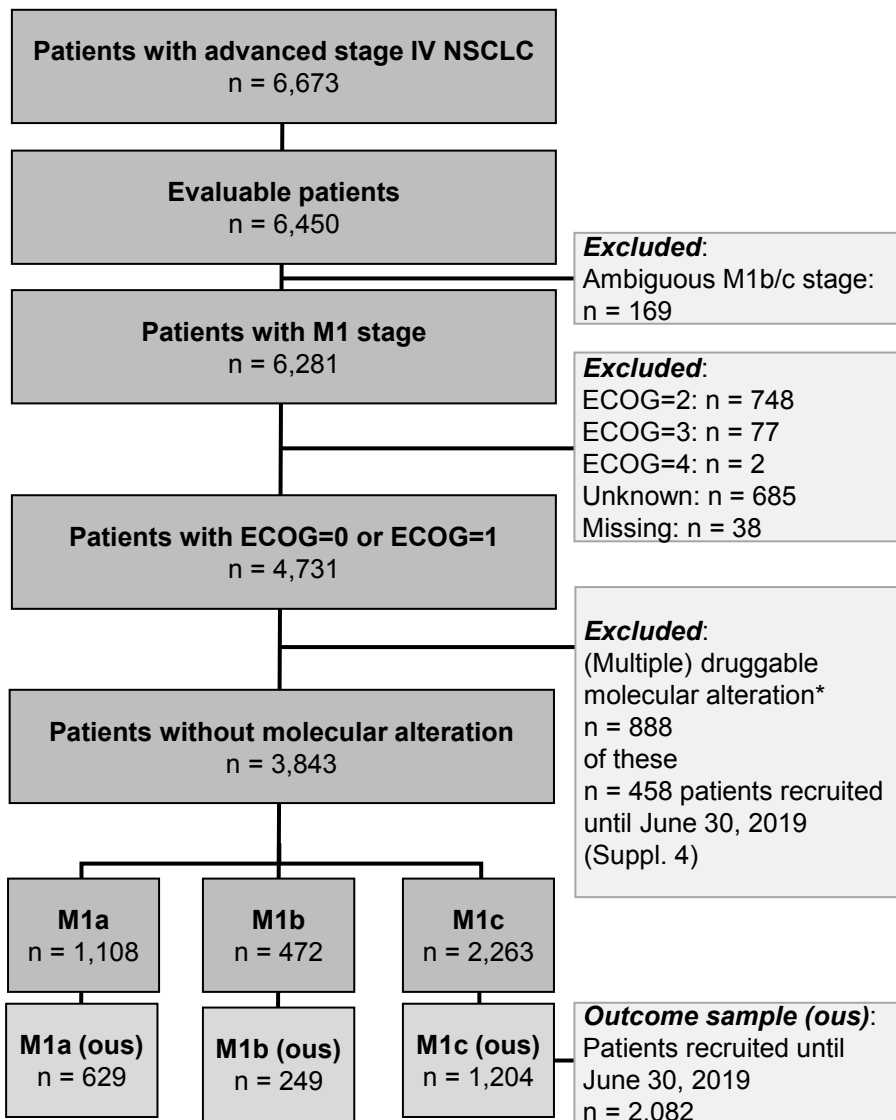 Patients with advanced stage IV NSCLC
n = 6,673
Evaluable patients
n = 6,450
Excluded:
Ambiguous M1b/c stage:
n = 169
Patients with M1 stage
n = 6,281
Excluded:
ECOG=2: n = 748
ECOG=3: n = 77
ECOG=4: n = 2
Unknown: n = 685
Missing: n = 38
Patients with ECOG=0 or ECOG=1
n = 4,731
Excluded:
(Multiple) druggable
molecular alteration*
n = 888
of these
n = 458 patients recruited
until June 30, 2019
(Suppl. 4)
Patients without molecular alteration
n = 3,843
M1a
n = 1,108
M1b
n = 472
M1c
n = 2,263
M1a (ous)
n = 629
M1b (ous)
n = 249
M1c (ous)
n = 1,204
Outcome sample (ous):
Patients recruited until
June 30, 2019
n = 2,082